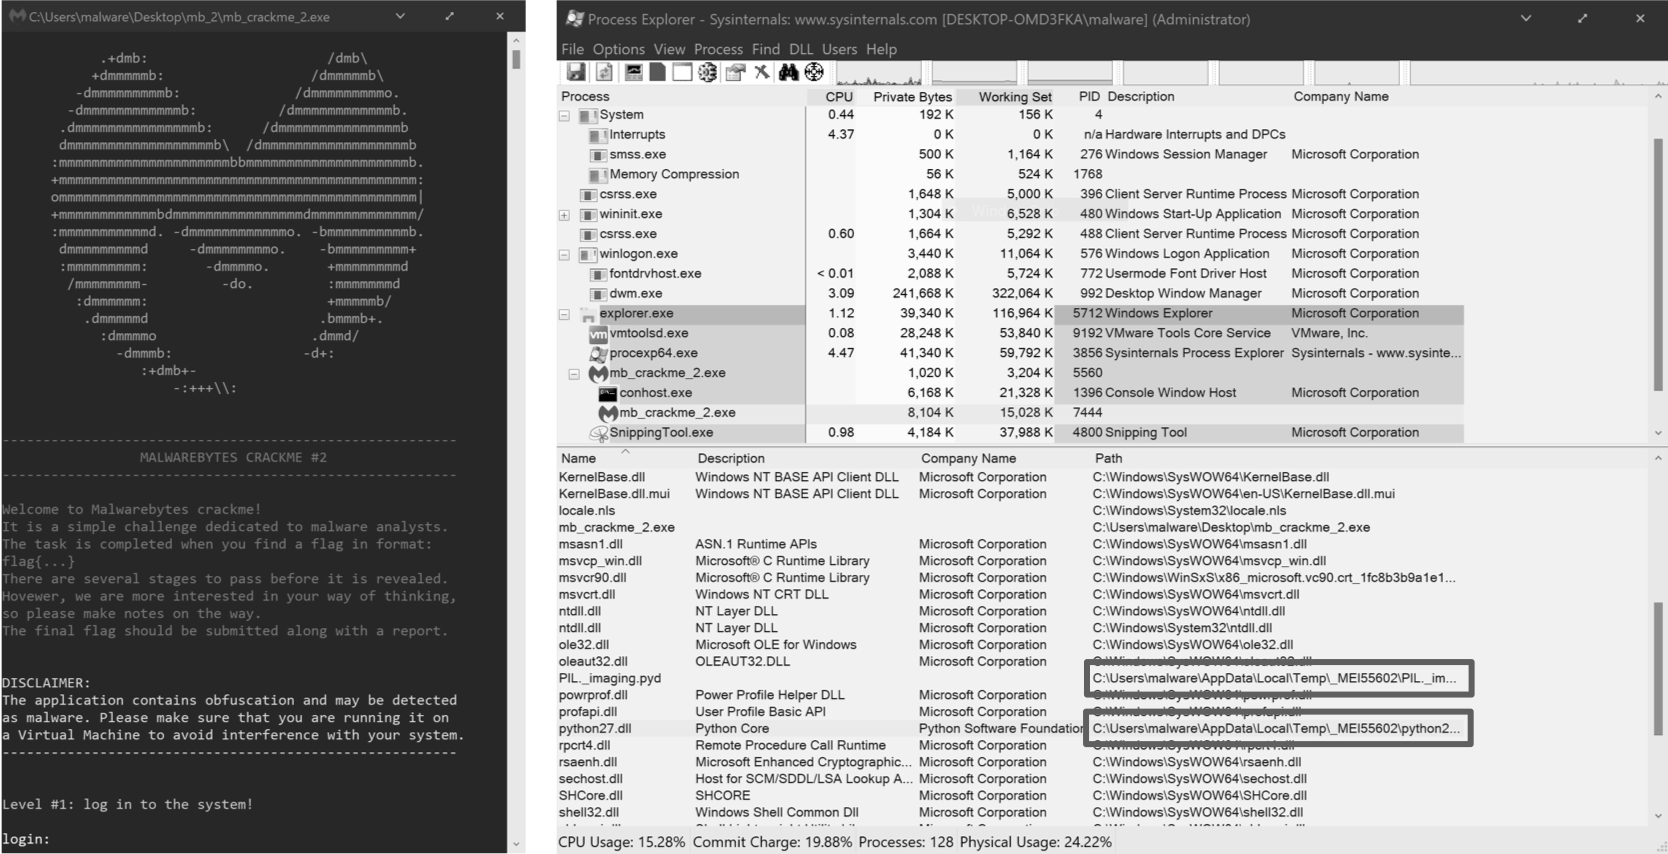 C:\Users\malware\Desktop\mb_2\mb_crackme_2.exe
.+dmb: /dmb\
+dmmmmmb: /dmmmmmb\
-dmmmmmmmmmb: /dmmmmmmmmmo.
-dmmmmmmmmmmmmb: /dmmmmmmmmmmmmb.
.dmmmmmmmmmmmmmmmb: /dmmmmmmmmmmmmmmmmb
dmmmmmmmmmmmmmmmmmmb\ /dmmmmmmmmmmmmmmmmmmmb
:mmmmmmmmmmmmmmmmmmmmmbbmmmmmmmmmmmmmmmmmmmmmb.
+mmmmmmmmmmmmmmmmmmmmmmmmmmmmmmmmmmmmmmmmmmmm:
ommmmmmmmmmmmmmmmmmmmmmmmmmmmmmmmmmmmmmmmmmmm|
+mmmmmmmmmmmmbdmmmmmmmmmmmmmmmmdmmmmmmmmmmmmm/
:mmmmmmmmmmmd. -dmmmmmmmmmmmmo. -bmmmmmmmmmmb.
dmmmmmmmmmd -dmmmmmmmmo. -bmmmmmmmmm+
:mmmmmmmmm: -dmmmmo. +mmmmmmmmd
/mmmmmmmm- -do. :mmmmmmmd
:dmmmmmm: +mmmmmb/
.dmmmmmd .bmmmb+.
:dmmmmo .dmmd/
-dmmmb: -d+:
:+dmb+-
-:+++\\:
MALWAREBYTES CRACKME #2
Welcome to Malwarebytes crackme!
It is a simple challenge dedicated to malware analysts.
The task is completed when you find a flag in format:
flag{...}
There are several stages to pass before it is revealed.
Hovewer, we are more interested in your way of thinking,
so please make notes on the way.
The final flag should be submitted along with a report.
DISCLAIMER:
The application contains obfuscation and may be detected
as malware. Please make sure that you are running it on
a Virtual Machine to avoid interference with your system.
Level #1: log in to the system!
login:
Process Explorer - Sysinternals: www.sysinternals.com [DESKTOP-OMD3FKA\malware] (Administrator)
File Options View Process Find DLL Users Help
Process CPU Private Bytes Working Set PID Description Company Name
System 0.44 192 K 156 K 4
Interrupts 4.37 0 K 0 K n/a Hardware Interrupts and DPCs
smss.exe 500 K 1,164 K 276 Windows Session Manager Microsoft Corporation
Memory Compression 56 K 524 K 1768
csrss.exe 1,648 K 5,000 K 396 Client Server Runtime Process Microsoft Corporation
wininit.exe 1,304 K 6,528 K 480 Windows Start-Up Application Microsoft Corporation
csrss.exe 0.60 1,664 K 5,292 K 488 Client Server Runtime Process Microsoft Corporation
winlogon.exe 3,440 K 11,064 K 576 Windows Logon Application Microsoft Corporation
fontdrvhost.exe < 0.01 2,088 K 5,724 K 772 Usermode Font Driver Host Microsoft Corporation
dwm.exe 3.09 241,668 K 322,064 K 992 Desktop Window Manager Microsoft Corporation
explorer.exe 1.12 39,340 K 116,964 K 5712 Windows Explorer Microsoft Corporation
vmtoolsd.exe 0.08 28,248 K 53,840 K 9192 VMware Tools Core Service VMware, Inc.
procexp64.exe 4.47 41,340 K 59,792 K 3856 Sysinternals Process Explorer Sysinternals - www.sysinte...
mb_crackme_2.exe 1,020 K 3,204 K 5560
conhost.exe 6,168 K 21,328 K 1396 Console Window Host Microsoft Corporation
mb_crackme_2.exe 8,104 K 15,028 K 7444
SnippingTool.exe 0.98 4,184 K 37,988 K 4800 Snipping Tool Microsoft Corporation
Name Description Company Name Path
KernelBase.dll Windows NT BASE API Client DLL Microsoft Corporation C:\Windows\SysWOW64\KernelBase.dll
KernelBase.dll.mui Windows NT BASE API Client DLL Microsoft Corporation C:\Windows\SysWOW64\en-US\KernelBase.dll.mui
locale.nls C:\Windows\System32\locale.nls
mb_crackme_2.exe C:\Users\malware\Desktop\mb_crackme_2.exe
msasn1.dll ASN.1 Runtime APIs Microsoft Corporation C:\Windows\SysWOW64\msasn1.dll
msvcp_win.dll Microsoft® C Runtime Library Microsoft Corporation C:\Windows\SysWOW64\msvcp_win.dll
msvcr90.dll Microsoft® C Runtime Library Microsoft Corporation C:\Windows\WinSxS\x86_microsoft.vc90.crt_1fc8b3b9a1e1...
msvcrt.dll Windows NT CRT DLL Microsoft Corporation C:\Windows\SysWOW64\msvcrt.dll
ntdll.dll NT Layer DLL Microsoft Corporation C:\Windows\SysWOW64\ntdll.dll
ntdll.dll NT Layer DLL Microsoft Corporation C:\Windows\System32\ntdll.dll
ole32.dll Microsoft OLE for Windows Microsoft Corporation C:\Windows\SysWOW64\ole32.dll
oleaut32.dll OLEAUT32.DLL Microsoft Corporation C:\Windows\SysWOW64\oleaut32.dll
PIL._imaging.pyd C:\Users\malware\AppData\Local\Temp\_MEI55602\PIL._im...
powrprof.dll Power Profile Helper DLL Microsoft Corporation C:\Windows\SysWOW64\powrprof.dll
profapi.dll User Profile Basic API Microsoft Corporation C:\Windows\SysWOW64\profapi.dll
python27.dll Python Core Python Software Foundation C:\Users\malware\AppData\Local\Temp\_MEI55602\python2...
rpcrt4.dll Remote Procedure Call Runtime Microsoft Corporation C:\Windows\SysWOW64\rpcrt4.dll
rsaenh.dll Microsoft Enhanced Cryptographic... Microsoft Corporation C:\Windows\SysWOW64\rsaenh.dll
sechost.dll Host for SCM/SDDL/LSA Lookup A... Microsoft Corporation C:\Windows\SysWOW64\sechost.dll
SHCore.dll SHCORE Microsoft Corporation C:\Windows\SysWOW64\SHCore.dll
shell32.dll Windows Shell Common Dll Microsoft Corporation C:\Windows\SysWOW64\shell32.dll
CPU Usage: 15.28% Commit Charge: 19.88% Processes: 128 Physical Usage: 24.22%